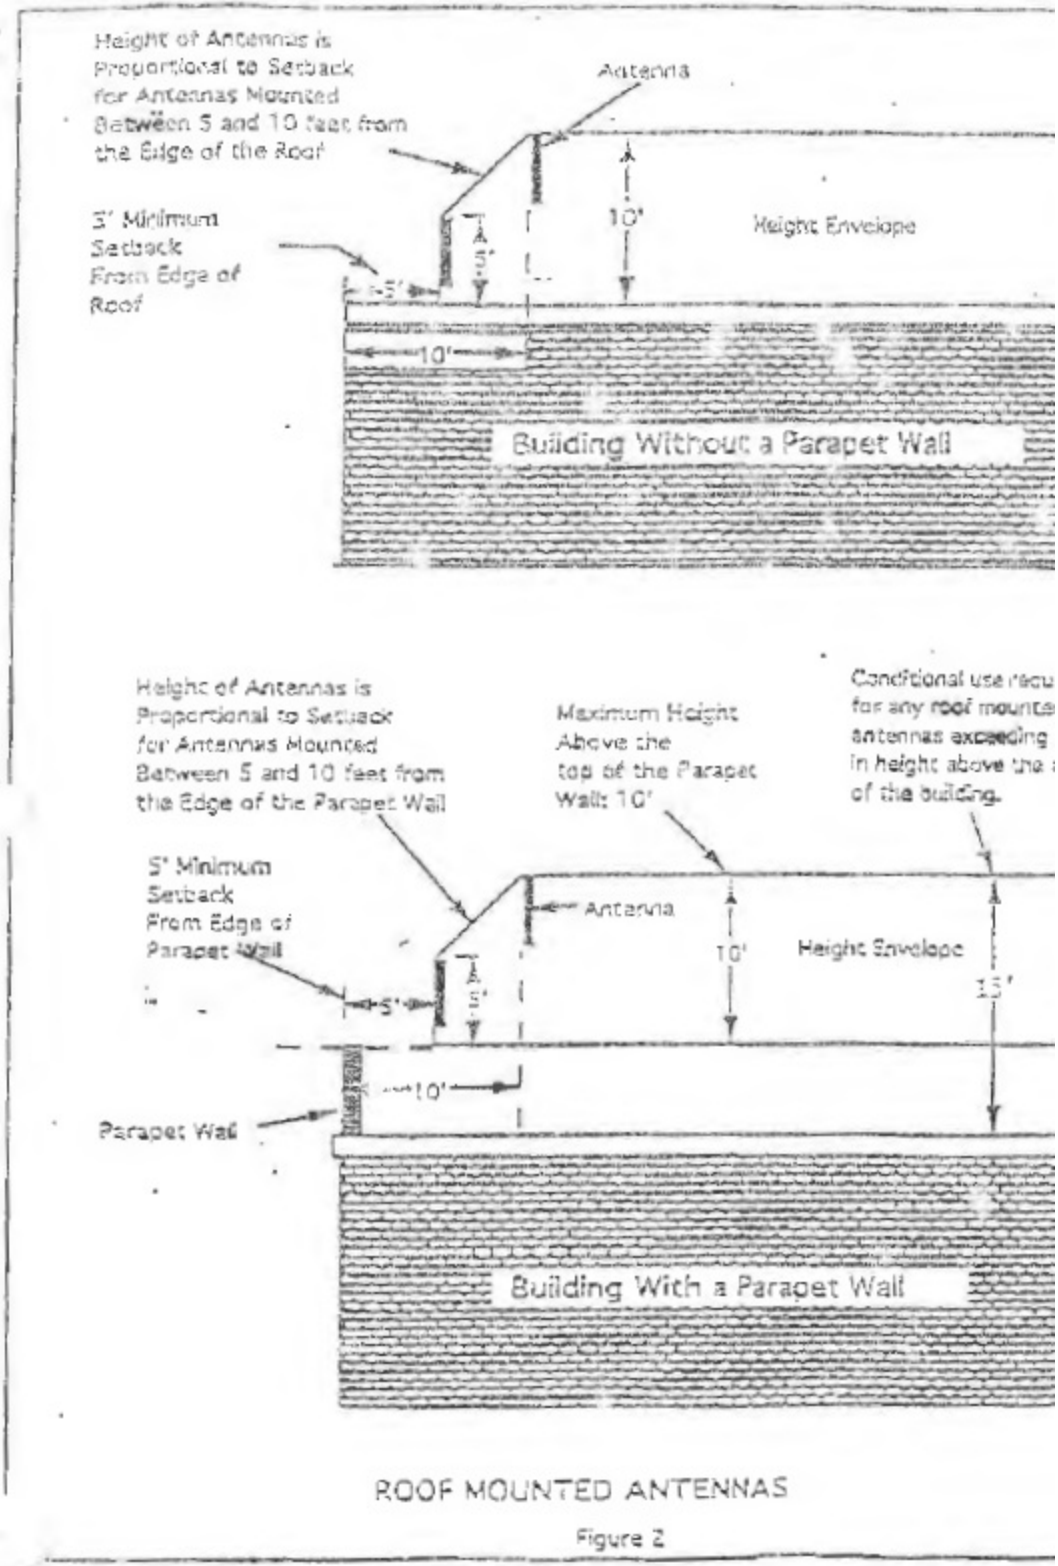 Height of Antennas is
Proportional to Setback
for Antennas Mounted
Between 5 and 10 feet from
the Edge of the Roof
Antenna
5' Minimum
Setback
From Edge of
Roof
10'
Height Envelope
5'
5'
10'
Building Without a Parapet Wall
Height of Antennas is
Proportional to Setback
for Antennas Mounted
Between 5 and 10 feet from
the Edge of the Parapet Wall
Maximum Height
Above the
top of the Parapet
Wall: 10'
Conditional use requ
for any roof mounte
antennas exceeding
in height above the
of the building.
5' Minimum
Setback
From Edge of
Parapet Wall
Antenna
10'
Height Envelope
5'
5'
10'
Parapet Wall
Building With a Parapet Wall
ROOF MOUNTED ANTENNAS
Figure 2